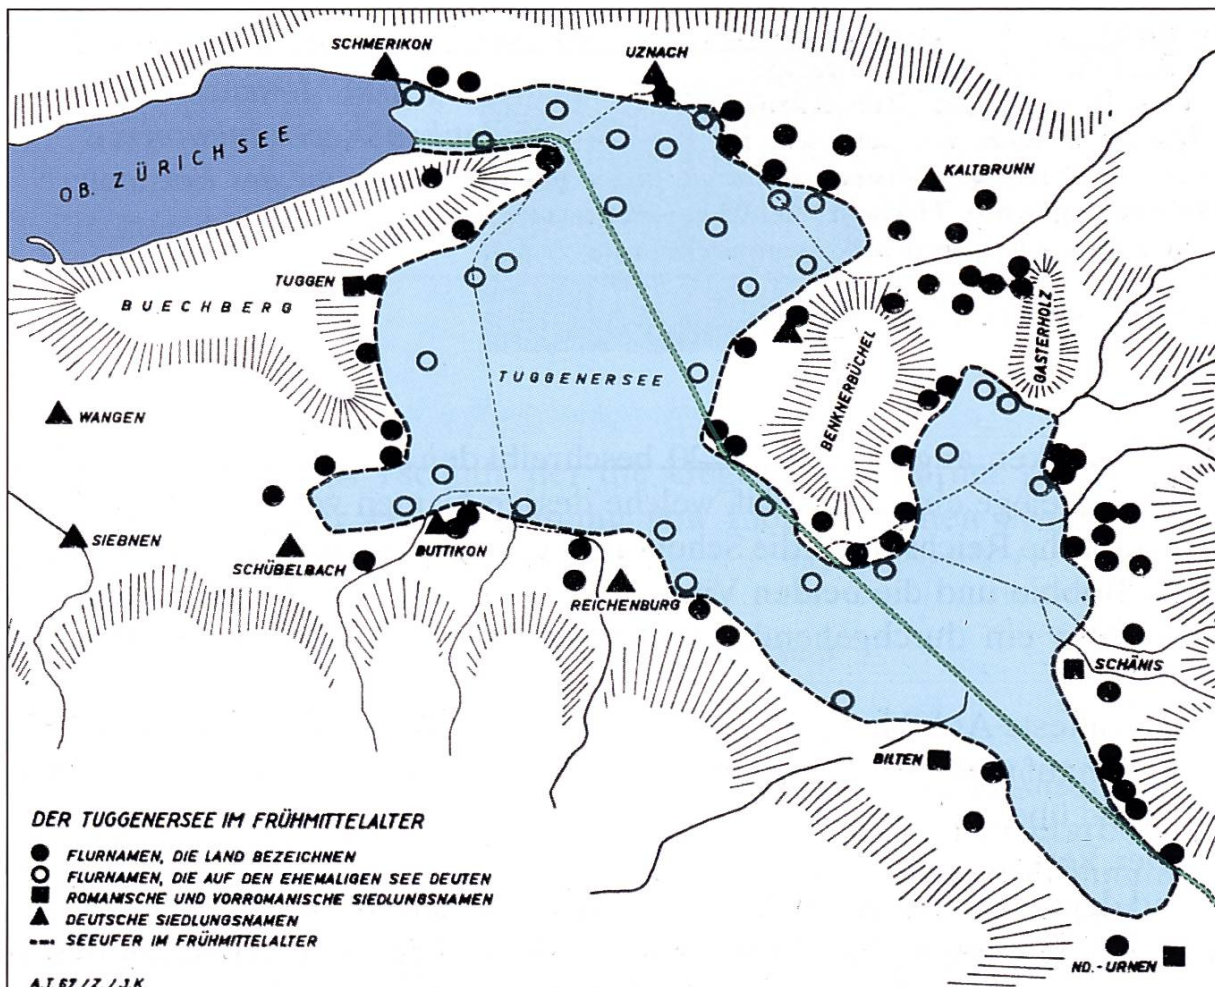 SCHMERIKON
UZNACH
OB. ZÜRICHSEE
KALTBRUNN
TUGGEN
BUECHBERG
GASTERHOLZ
TUGGENERSEE
BENKNERBÜCHEL
WANGEN
SIEBNEN
SCHÜBELBACH
BUTTIKON
REICHENBURG
SCHÄNIS
BILTEN
DER TUGGENERSEE IM FRÜHMITTELALTER
FLURNAMEN, DIE LAND BEZEICHNEN
FLURNAMEN, DIE AUF DEN EHEMALIGEN SEE DEUTEN
ROMANISCHE UND VORROMANISCHE SIEDLUNGSNAMEN
DEUTSCHE SIEDLUNGSNAMEN
SEEUFER IM FRÜHMITTELALTER
ND.-URNEN